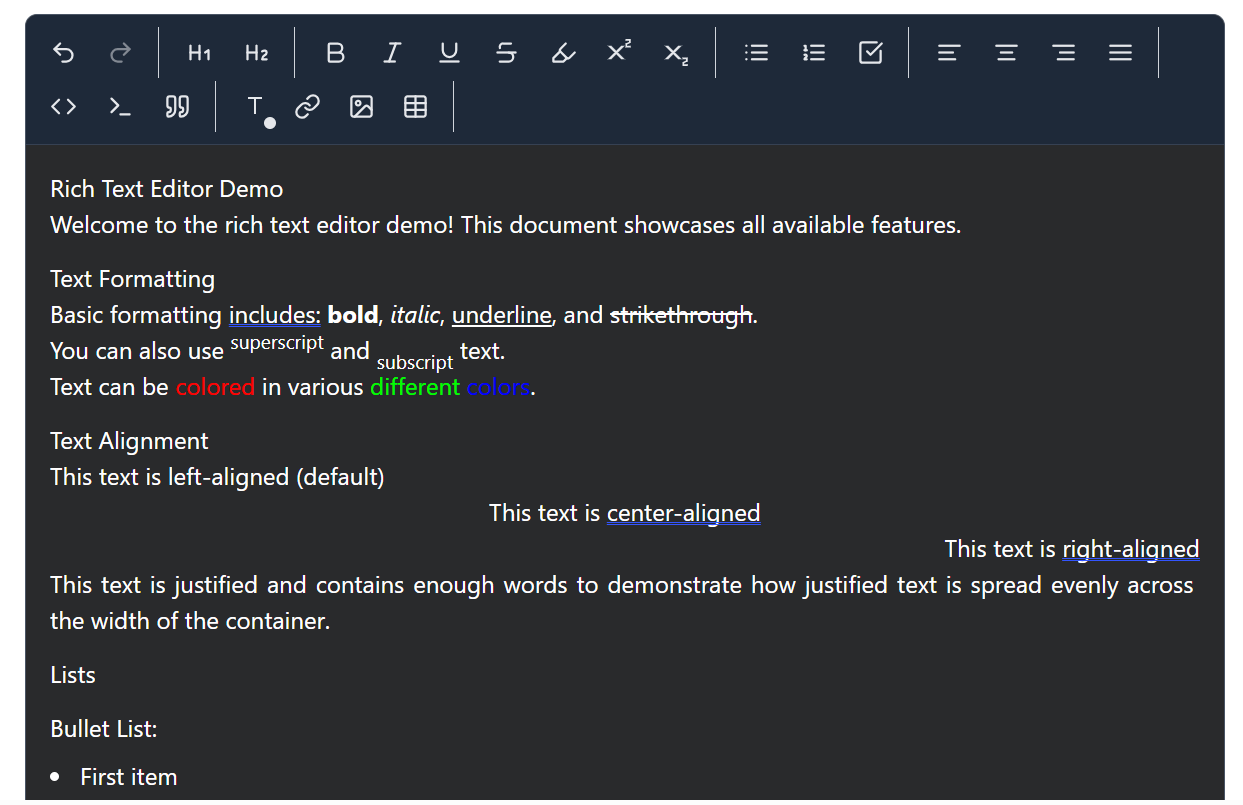 H1 H2 B I U S X² X₂
T
Rich Text Editor Demo
Welcome to the rich text editor demo! This document showcases all available features.
Text Formatting
Basic formatting includes: bold, italic, underline, and strikethrough.
You can also use superscript and subscript text.
Text can be colored in various different colors.
Text Alignment
This text is left-aligned (default)
This text is center-aligned
This text is right-aligned
This text is justified and contains enough words to demonstrate how justified text is spread evenly across
the width of the container.
Lists
Bullet List:
• First item